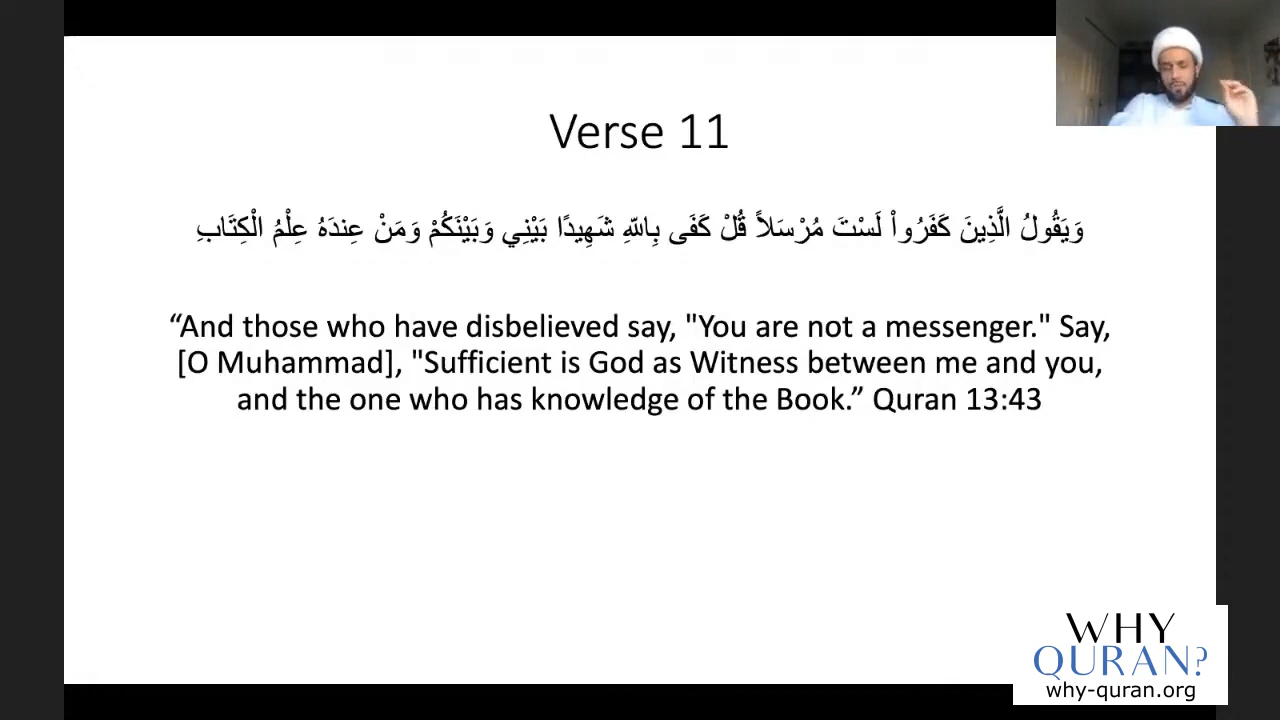 Verse 11
وَيَقُولُ الَّذِينَ كَفَرُواْ لَسْتَ مُرْسَلاً قُلْ كَفَى بِاللّهِ شَهِيدًا بَيْنِي وَبَيْنَكُمْ وَمَنْ عِندَهُ عِلْمُ الْكِتَابِ
“And those who have disbelieved say, "You are not a messenger." Say,
[O Muhammad], "Sufficient is God as Witness between me and you,
and the one who has knowledge of the Book.” Quran 13:43
WHY
QURAN?
why-quran.org